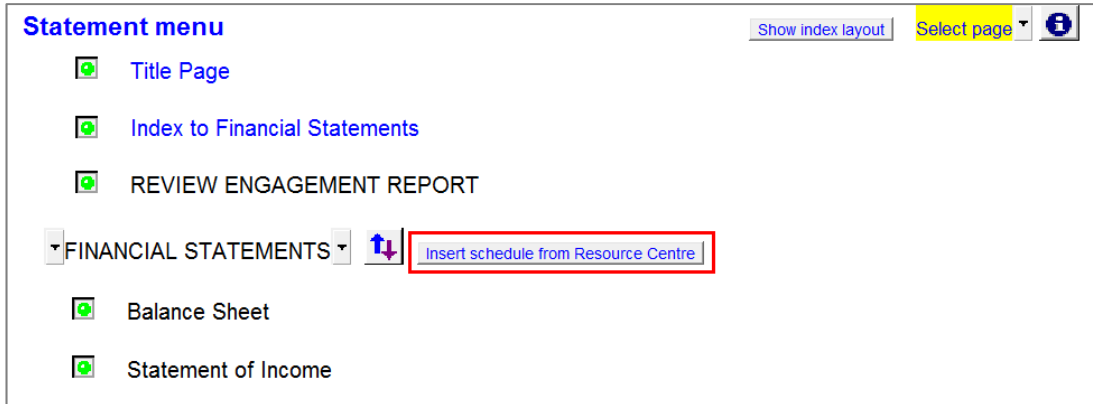 Statement menu Show index layout Select page
Title Page
Index to Financial Statements
REVIEW ENGAGEMENT REPORT
FINANCIAL STATEMENTS Insert schedule from Resource Centre
Balance Sheet
Statement of Income